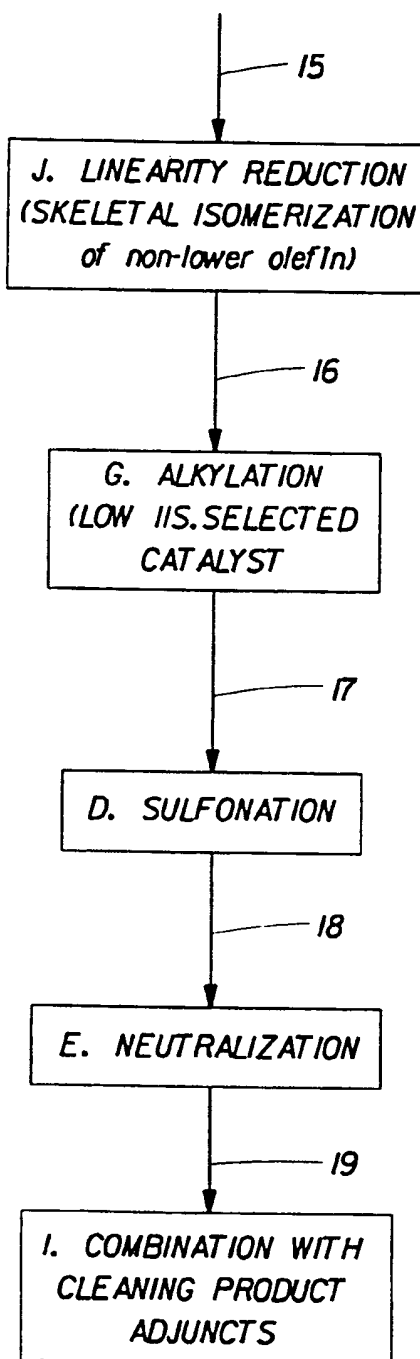 15
J. LINEARITY REDUCTION
(SKELETAL ISOMERIZATION
of non-lower olefin)
16
G. ALKYLATION
(LOW IIS.SELECTED
CATALYST
17
D. SULFONATION
18
E. NEUTRALIZATION
19
I. COMBINATION WITH
CLEANING PRODUCT
ADJUNCTS